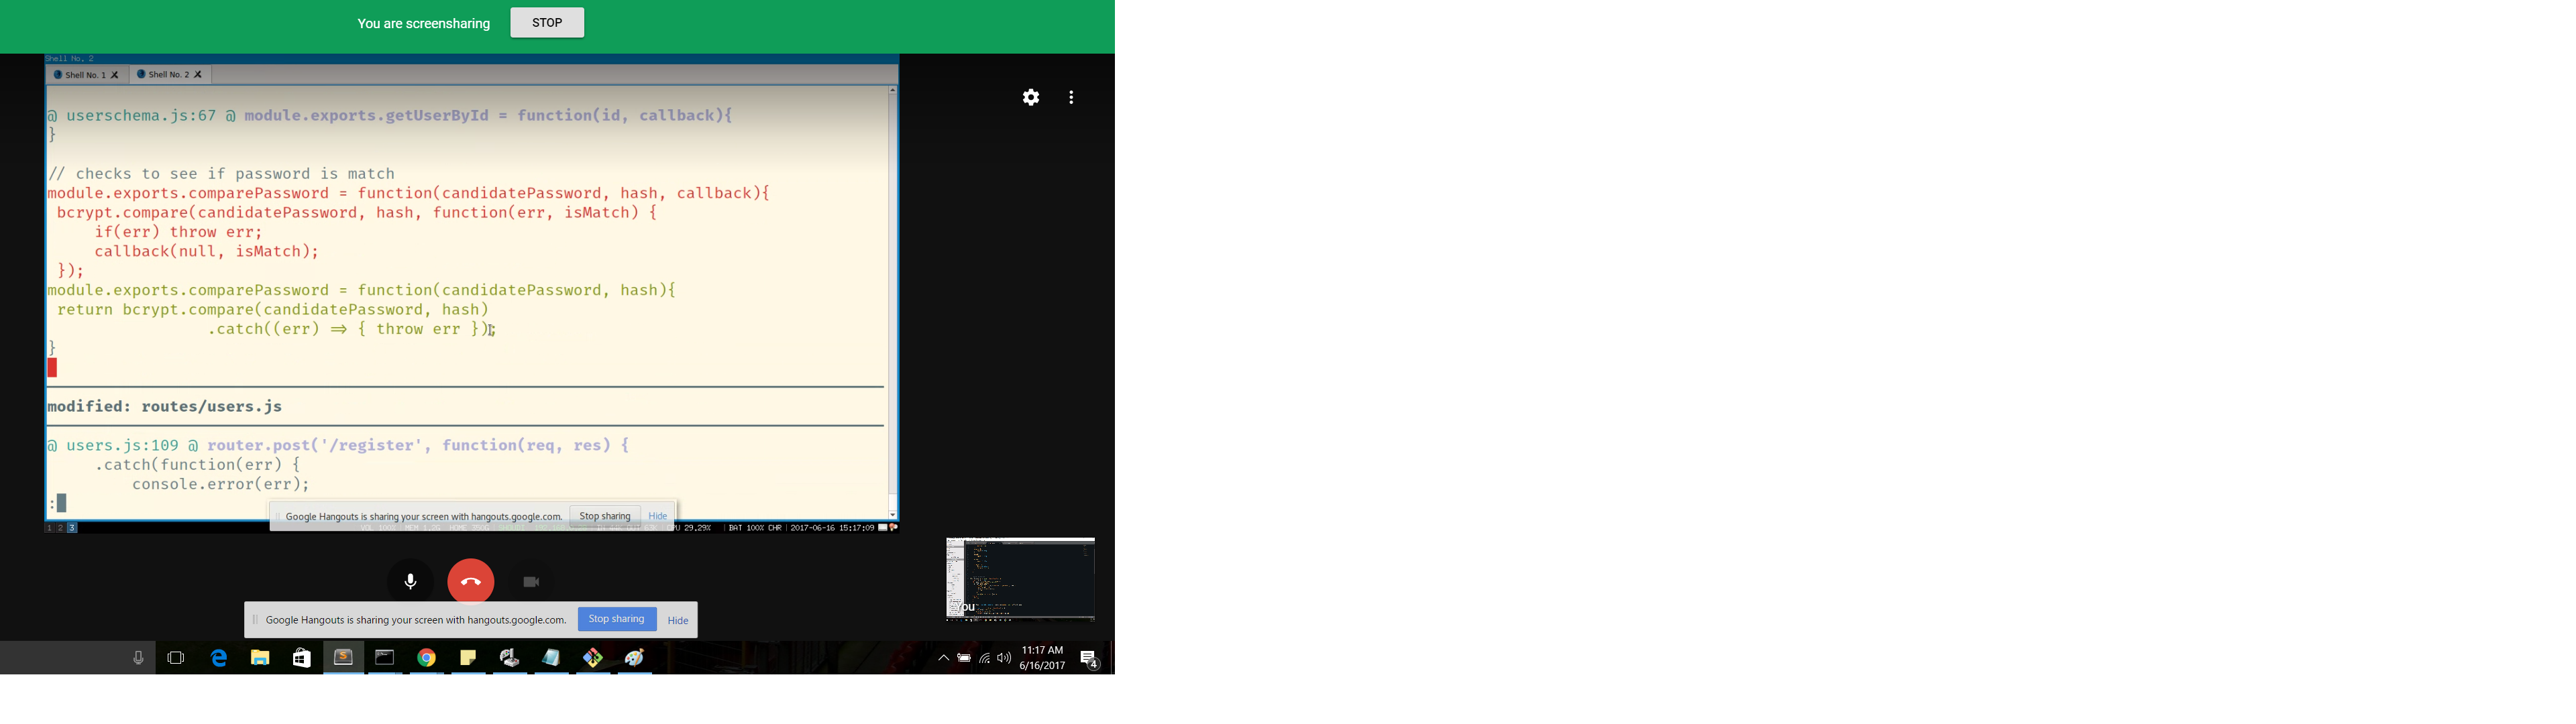 You are screensharing STOP
Shell No. 2
Shell No. 1 Shell No. 2
@ userschema.js:67 @ module.exports.getUserById = function(id, callback){
}
// checks to see if password is match
module.exports.comparePassword = function(candidatePassword, hash, callback){
bcrypt.compare(candidatePassword, hash, function(err, isMatch) {
if(err) throw err;
callback(null, isMatch);
});
module.exports.comparePassword = function(candidatePassword, hash){
return bcrypt.compare(candidatePassword, hash)
.catch((err) => { throw err });
}
modified: routes/users.js
@ users.js:109 @ router.post('/register', function(req, res) {
.catch(function(err) {
console.error(err);
:
Google Hangouts is sharing your screen with hangouts.google.com. Stop sharing Hide
1 2 3 29.29% | BAT 100% CHR | 2017-06-16 15:17:09
You
Google Hangouts is sharing your screen with hangouts.google.com. Stop sharing Hide
11:17 AM
6/16/2017
4